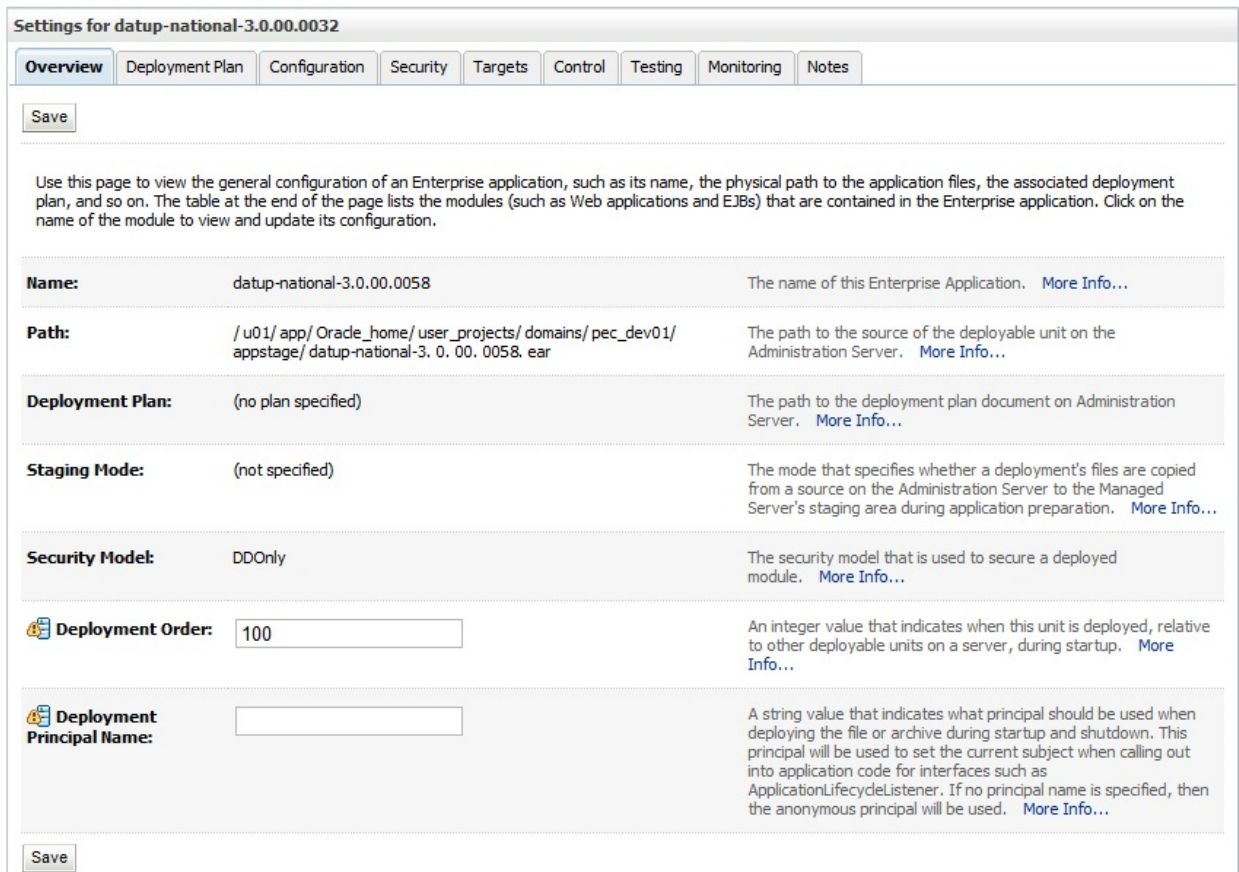 Settings for datup-national-3.0.00.0032
Overview Deployment Plan Configuration Security Targets Control Testing Monitoring Notes
Save
Use this page to view the general configuration of an Enterprise application, such as its name, the physical path to the application files, the associated deployment
plan, and so on. The table at the end of the page lists the modules (such as Web applications and EJBs) that are contained in the Enterprise application. Click on the
name of the module to view and update its configuration.
Name: datup-national-3.0.00.0058 The name of this Enterprise Application. More Info...
Path: / u01/ app/ Oracle_home/ user_projects/ domains/ pec_dev01/ The path to the source of the deployable unit on the
appstage/ datup-national-3. 0. 00. 0058. ear Administration Server. More Info...
Deployment Plan: (no plan specified) The path to the deployment plan document on Administration
Server. More Info...
Staging Mode: (not specified) The mode that specifies whether a deployment's files are copied
from a source on the Administration Server to the Managed
Server's staging area during application preparation. More Info...
Security Model: DDOnly The security model that is used to secure a deployed
module. More Info...
Deployment Order: 100 An integer value that indicates when this unit is deployed, relative
to other deployable units on a server, during startup. More
Info...
Deployment A string value that indicates what principal should be used when
Principal Name: deploying the file or archive during startup and shutdown. This
principal will be used to set the current subject when calling out
into application code for interfaces such as
ApplicationLifecycleListener. If no principal name is specified, then
the anonymous principal will be used. More Info...
Save